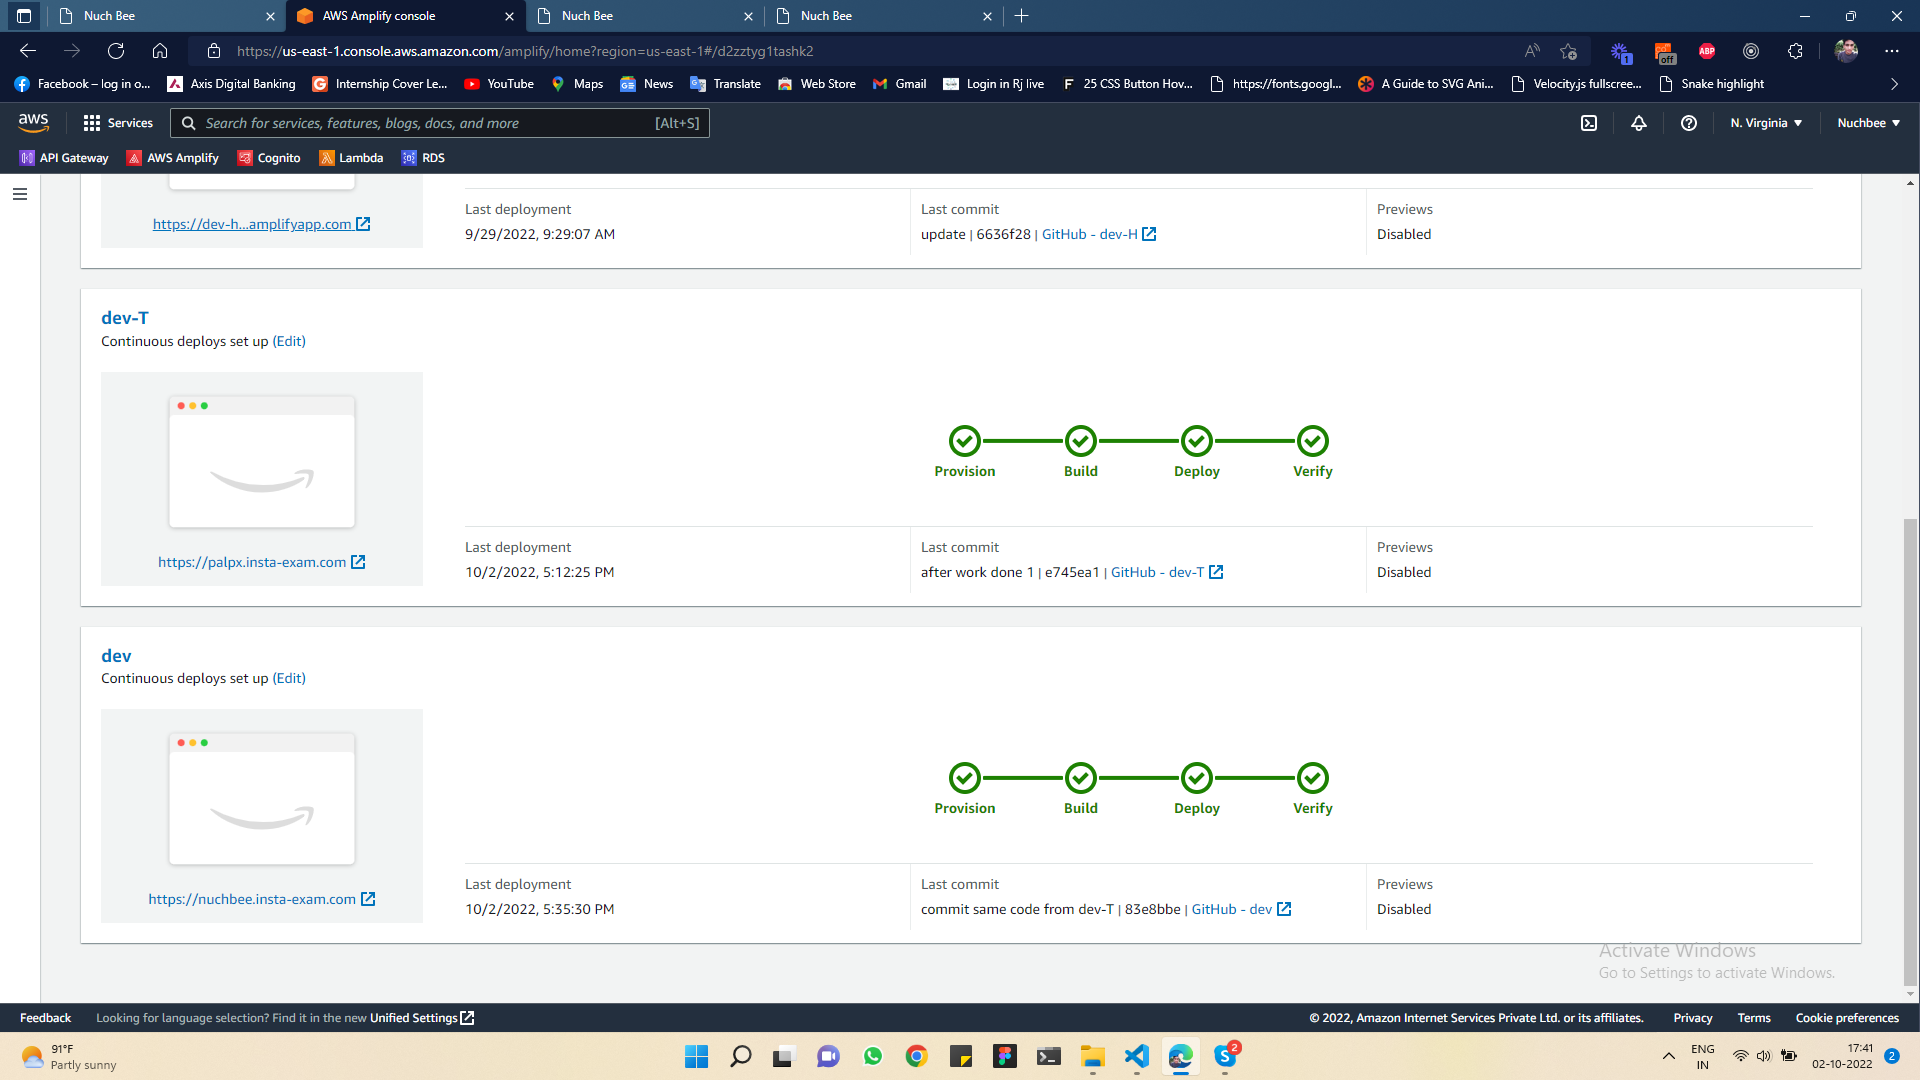 Nuch Bee
AWS Amplify console
Nuch Bee
Nuch Bee
https://us-east-1.console.aws.amazon.com/amplify/home?region=us-east-1#/d2zztyg1tashk2
1
off
ABP
Facebook – log in o...
Axis Digital Banking
Internship Cover Le...
YouTube
Maps
News
Translate
Web Store
Gmail
Login in Rj live
25 CSS Button Hov...
https://fonts.googl...
A Guide to SVG Ani...
Velocity.js fullscree...
Snake highlight
aws
Services
Search for services, features, blogs, docs, and more
[Alt+S]
N. Virginia
Nuchbee
API Gateway
AWS Amplify
Cognito
Lambda
RDS
https://dev-h...amplifyapp.com
Last deployment
9/29/2022, 9:29:07 AM
Last commit
update | 6636f28 | GitHub - dev-H
Previews
Disabled
dev-T
Continuous deploys set up (Edit)
Provision
Build
Deploy
Verify
https://palpx.insta-exam.com
Last deployment
10/2/2022, 5:12:25 PM
Last commit
after work done 1 | e745ea1 | GitHub - dev-T
Previews
Disabled
dev
Continuous deploys set up (Edit)
Provision
Build
Deploy
Verify
https://nuchbee.insta-exam.com
Last deployment
10/2/2022, 5:35:30 PM
Last commit
commit same code from dev-T | 83e8bbe | GitHub - dev
Previews
Disabled
Activate Windows
Go to Settings to activate Windows.
Feedback
Looking for language selection? Find it in the new Unified Settings
© 2022, Amazon Internet Services Private Ltd. or its affiliates.
Privacy
Terms
Cookie preferences
91°F
Partly sunny
2
ENG
IN
17:41
02-10-2022
2